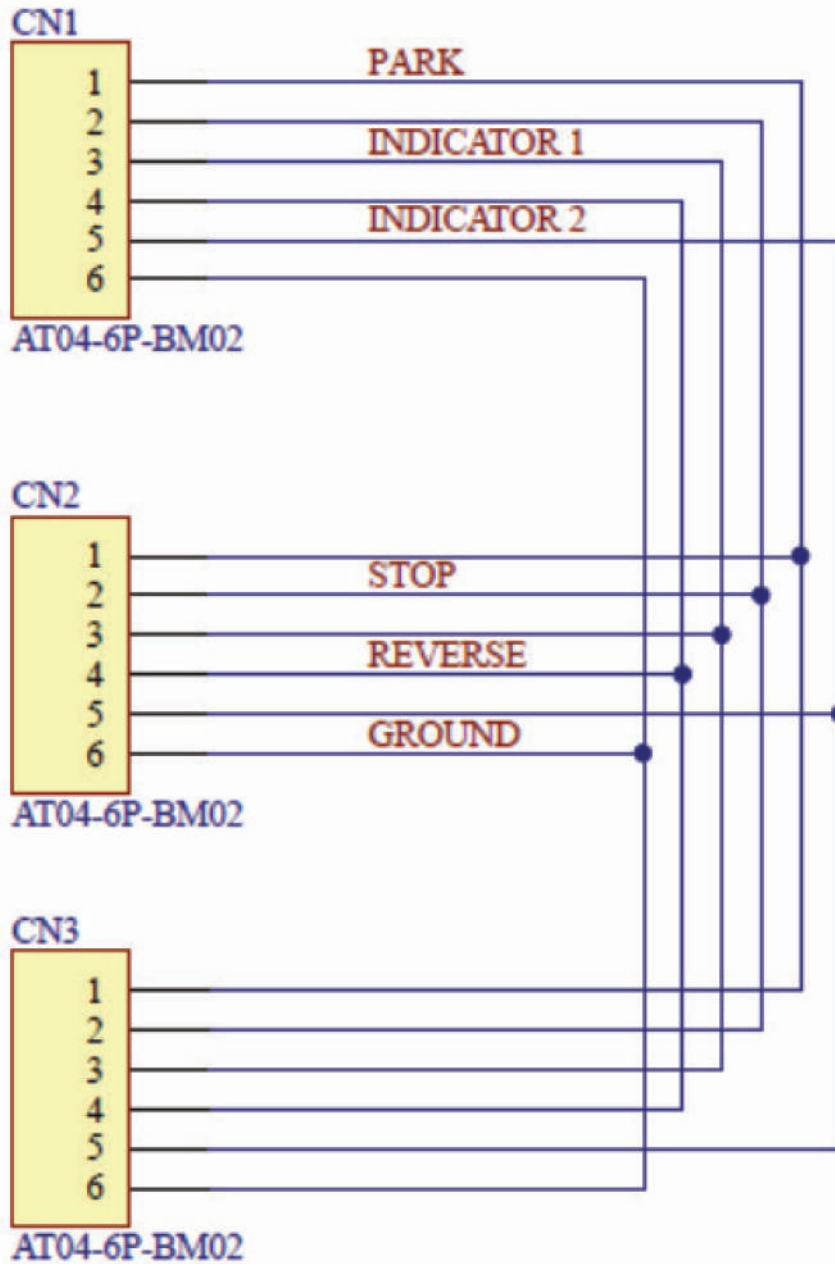 CN1
1 PARK
2
3 INDICATOR 1
4
5 INDICATOR 2
6
AT04-6P-BM02
CN2
1
2 STOP
3
4 REVERSE
5
6 GROUND
AT04-6P-BM02
CN3
1
2
3
4
5
6
AT04-6P-BM02